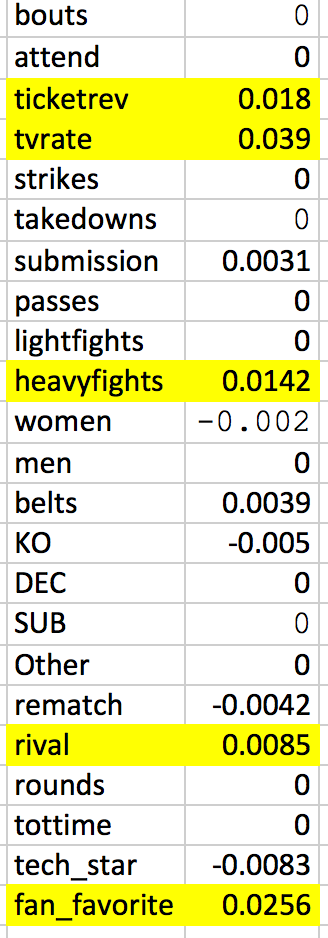 bouts 0
attend 0
ticketrev 0.018
tvrate 0.039
strikes 0
takedowns 0
submission 0.0031
passes 0
lightfights 0
heavyfights 0.0142
women -0.002
men 0
belts 0.0039
KO -0.005
DEC 0
SUB 0
Other 0
rematch -0.0042
rival 0.0085
rounds 0
tottime 0
tech_star -0.0083
fan_favorite 0.0256